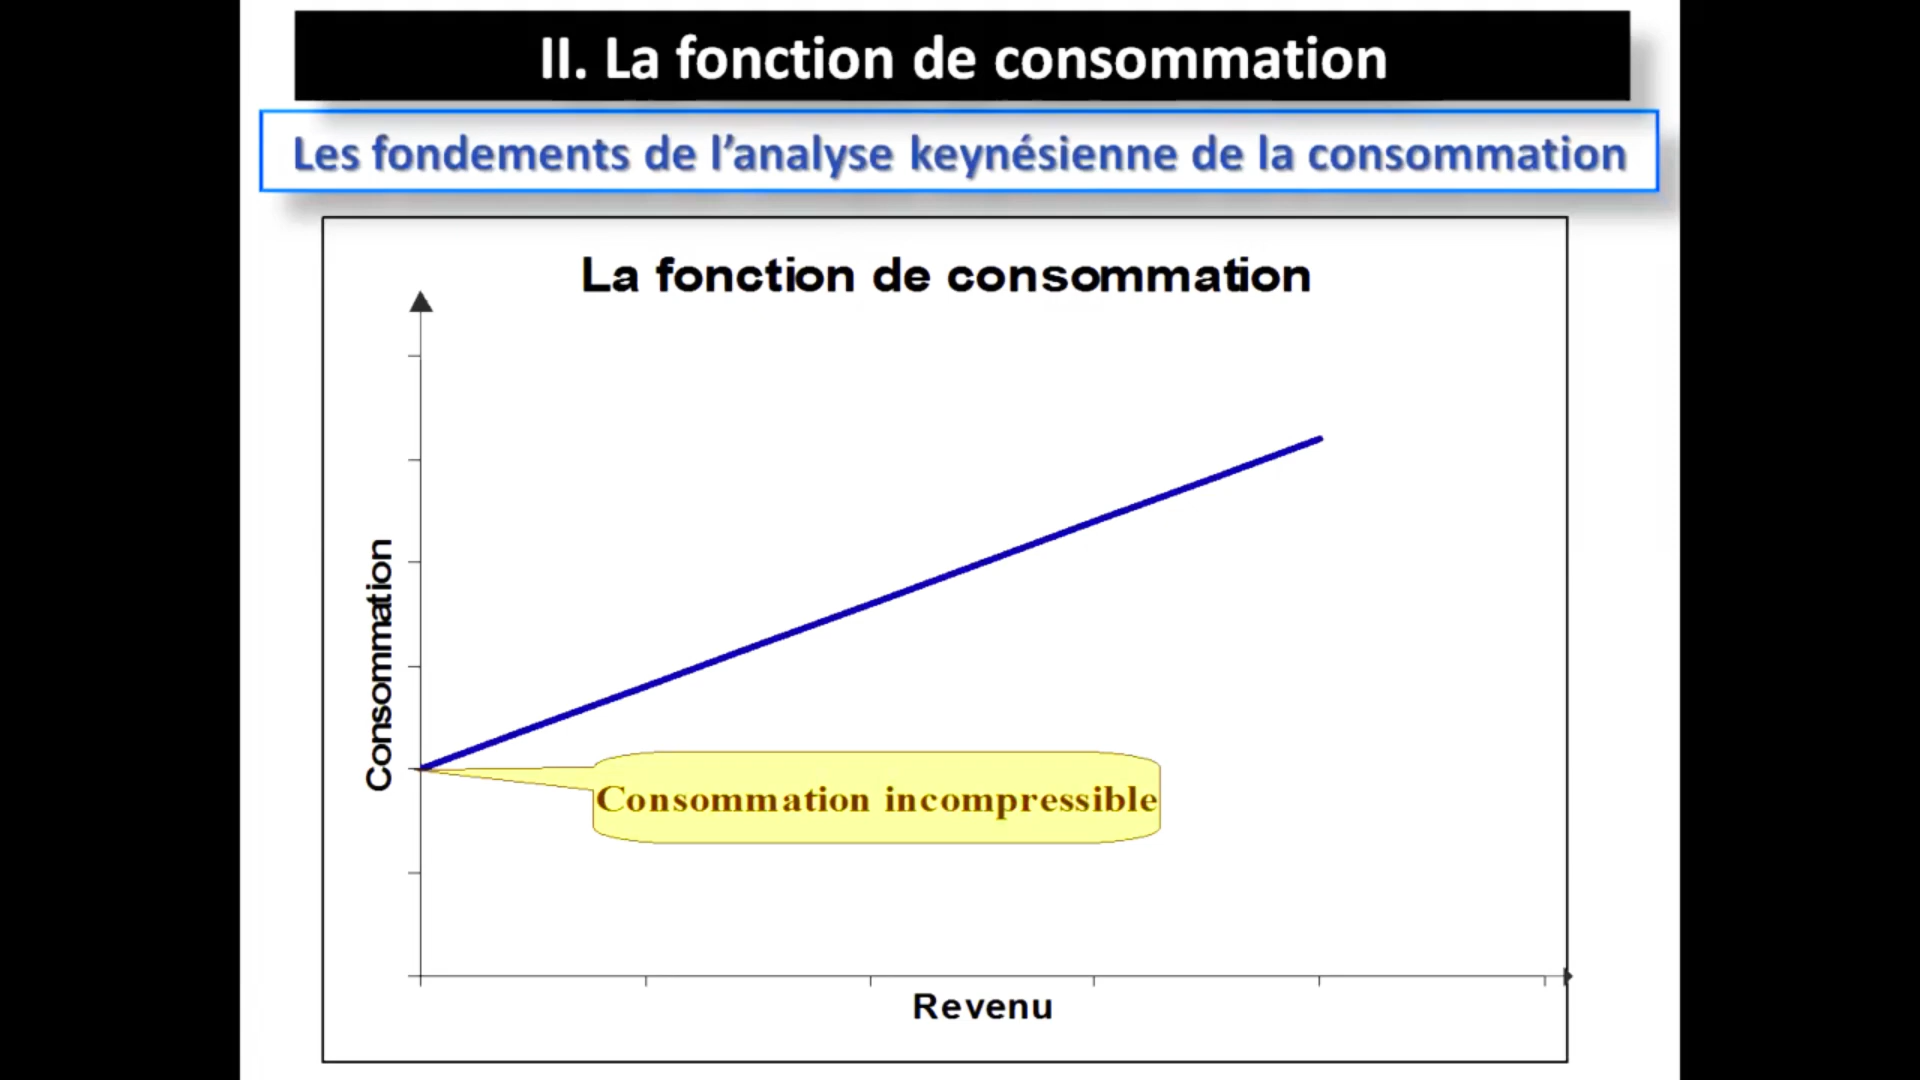 II. La fonction de consommation
Les fondements de l’analyse keynésienne de la consommation
La fonction de consommation
Consommation
Consommation incompressible
Revenu